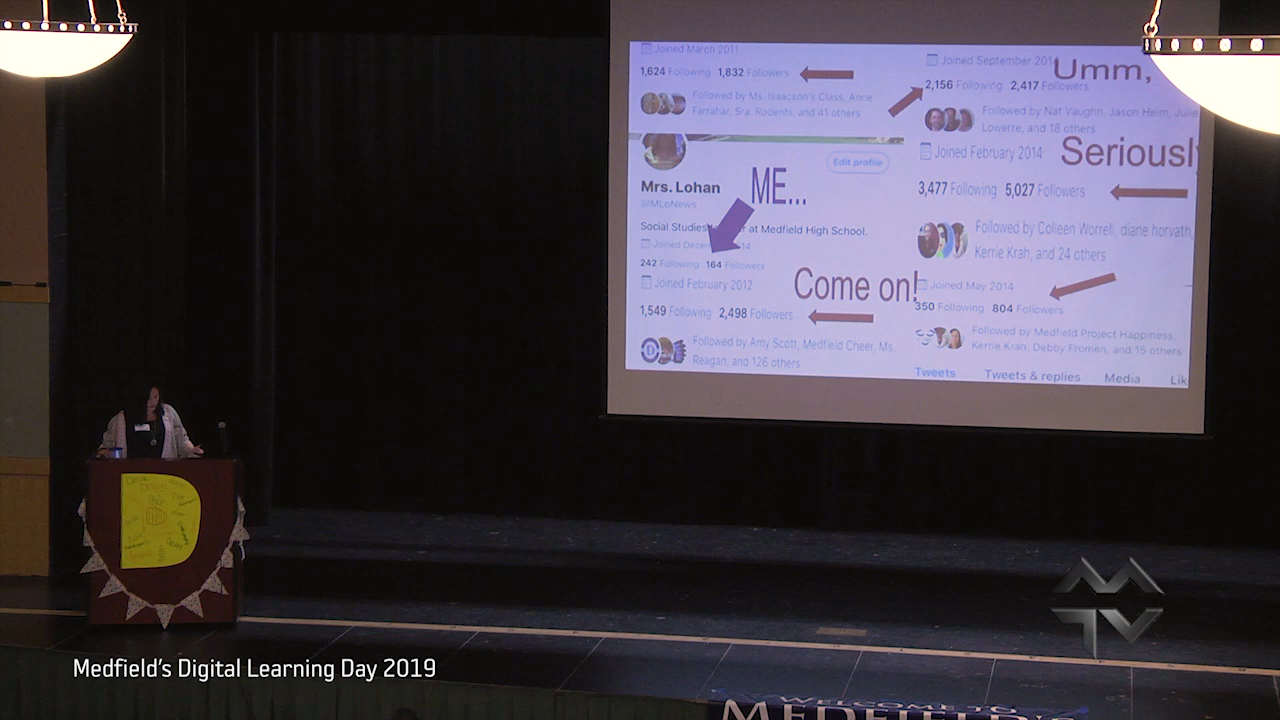 Joined March 2011
1,624 Following 1,832 Followers
Followed by Ms. Isaacson's Class, Anne
Farrahar, Sra. Rodenti, and 41 others
Edit profile
Mrs. Lohan
@MLoNews
Social Studies at Medfield High School.
242 Following 164 Followers
Joined February 2012
1,549 Following 2,498 Followers
Followed by Amy Scott, Medfield Cheer, Ms.
Reagan, and 126 others
ME...
Come on!
Joined September
Umm,
2,156 Following 2,417 Followers
Followed by Nat Vaughn, Jason Heim,
Lowerre, and 18 others
Joined February 2014
Seriously
3,477 Following 5,027 Followers
Followed by Colleen Worrell, diane horvath,
Kerrie Krah, and 24 others
Joined May 2014
350 Following 804 Followers
Followed by Medfield Project Happiness,
Kerrie Krah, Debby Fromen, and 15 others
Tweets Tweets & replies Media Lik
D
MTV
Medfield's Digital Learning Day 2019
WELCOME TO
MEDFIELD'S